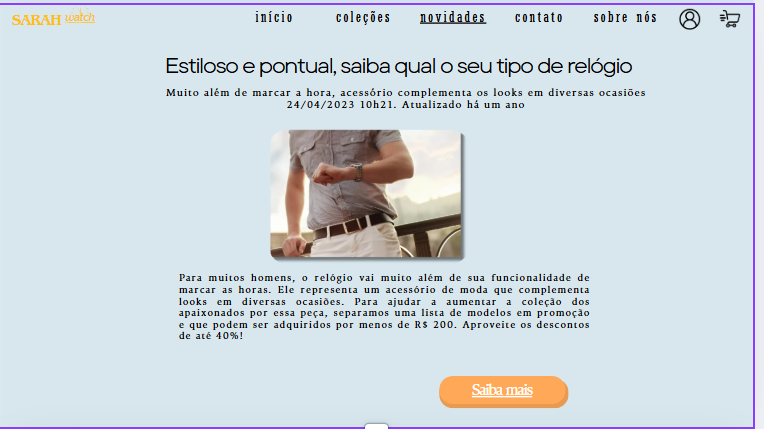 SARAH watch
início coleções novidades contato sobre nós
Estiloso e pontual, saiba qual o seu tipo de relógio
Muito além de marcar a hora, acessório complementa os looks em diversas ocasiões
24/04/2023 10h21. Atualizado há um ano
Para muitos homens, o relógio vai muito além de sua funcionalidade de
marcar as horas. Ele representa um acessório de moda que complementa
looks em diversas ocasiões. Para ajudar a aumentar a coleção dos
apaixonados por essa peça, separamos uma lista de modelos em promoção
e que podem ser adquiridos por menos de R$ 200. Aproveite os descontos
de até 40%!
Saiba mais